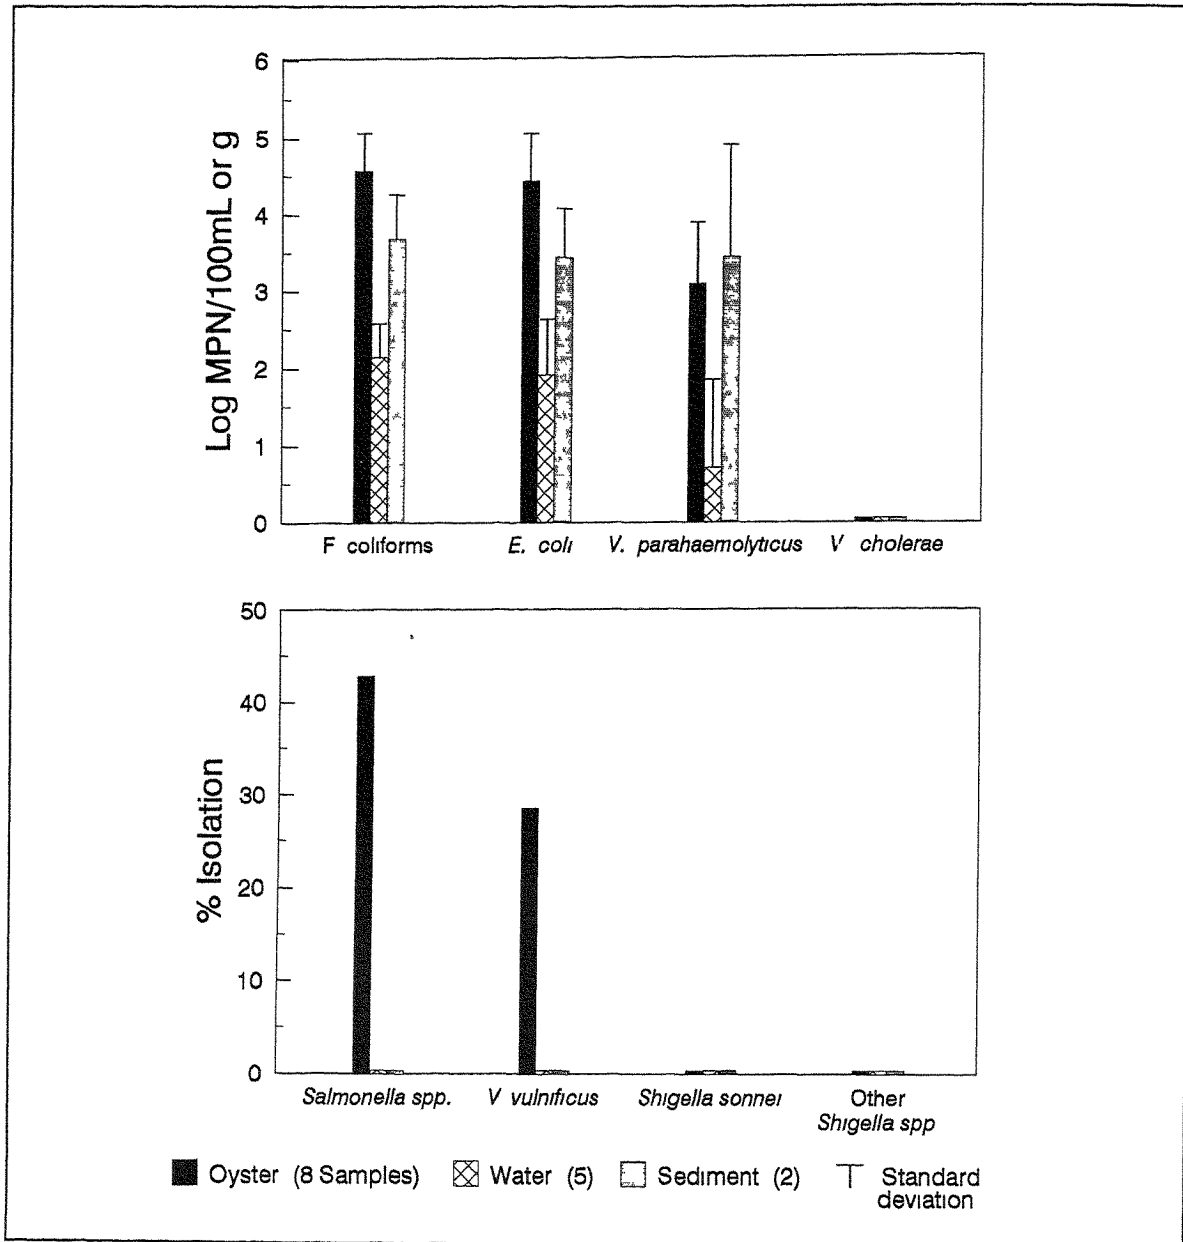 6
5
4
3
2
1
0
Log MPN/100mL or g
F coliforms E. coli V. parahaemolyticus V cholerae
50
40
30
20
10
0
% Isolation
Salmonella spp. V vulnificus Shigella sonnei Other
Shigella spp
Oyster (8 Samples) Water (5) Sediment (2) Standard
deviation